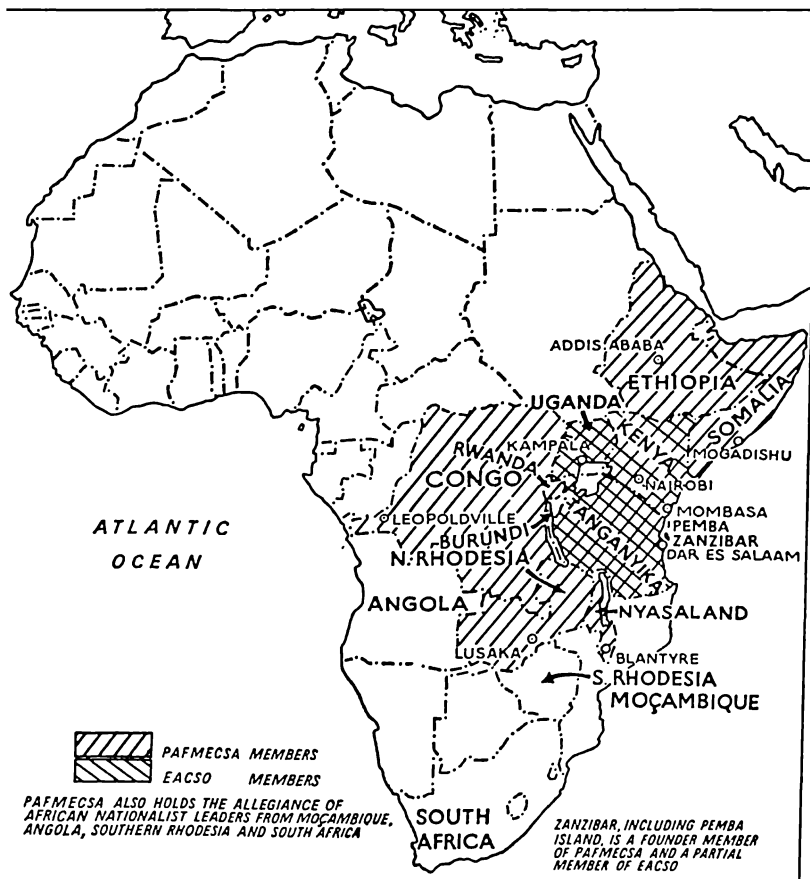 ADDIS ABABA
ETHIOPIA
UGANDA
KENYA
SOMALIA
KAMPALA
MOGADISHU
RWANDA
CONGO
NAIROBI
LEOPOLDVILLE
MOMBASA
BURUNDI
PEMBA
TANGANYIKA
ZANZIBAR
DAR ES SALAAM
N. RHODESIA
ATLANTIC
OCEAN
ANGOLA
NYASALAND
LUSAKA
BLANTYRE
S. RHODESIA
MOÇAMBIQUE
PAFMECSA MEMBERS
EACSO MEMBERS
PAFMECSA ALSO HOLDS THE ALLEGIANCE OF
AFRICAN NATIONALIST LEADERS FROM MOÇAMBIQUE,
ANGOLA, SOUTHERN RHODESIA AND SOUTH AFRICA
SOUTH
AFRICA
ZANZIBAR, INCLUDING PEMBA
ISLAND, IS A FOUNDER MEMBER
OF PAFMECSA AND A PARTIAL
MEMBER OF EACSO